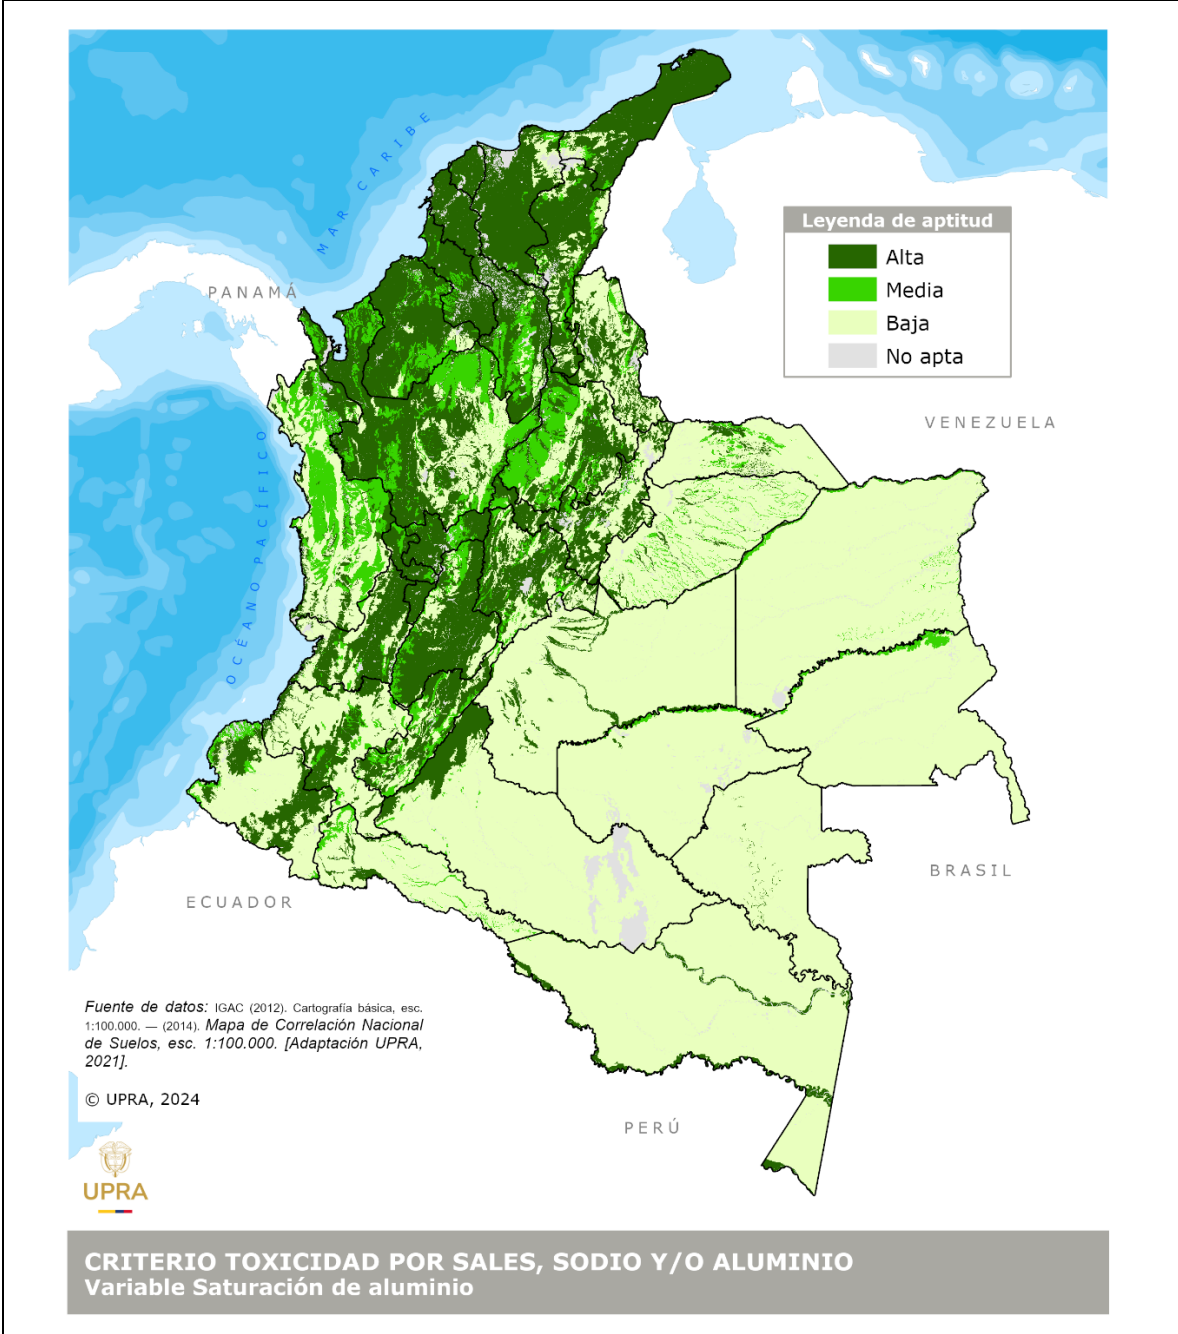 MAR CARIBE
PANAMÁ
Leyenda de aptitud
Alta
Media
Baja
No apta
VENEZUELA
OCÉANO PACÍFICO
BRASIL
ECUADOR
Fuente de datos: IGAC (2012). Cartografía básica, esc.
1:100.000. — (2014). Mapa de Correlación Nacional
de Suelos, esc. 1:100.000. [Adaptación UPRA,
2021].
© UPRA, 2024
PERÚ
UPRA
CRITERIO TOXICIDAD POR SALES, SODIO Y/O ALUMINIO
Variable Saturación de aluminio